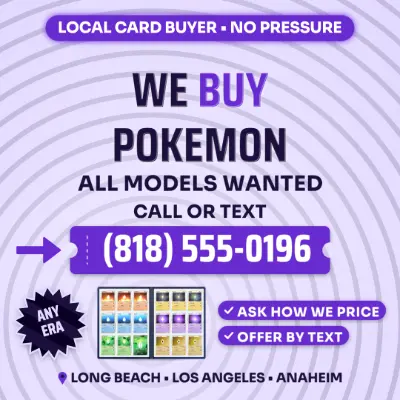 LOCAL CARD BUYER ▪ NO PRESSURE
WE BUY
POKEMON
ALL MODELS WANTED
CALL OR TEXT
(818) 555-0196
ANY
ERA
✓ ASK HOW WE PRICE
✓ OFFER BY TEXT
LONG BEACH ▪ LOS ANGELES ▪ ANAHEIM